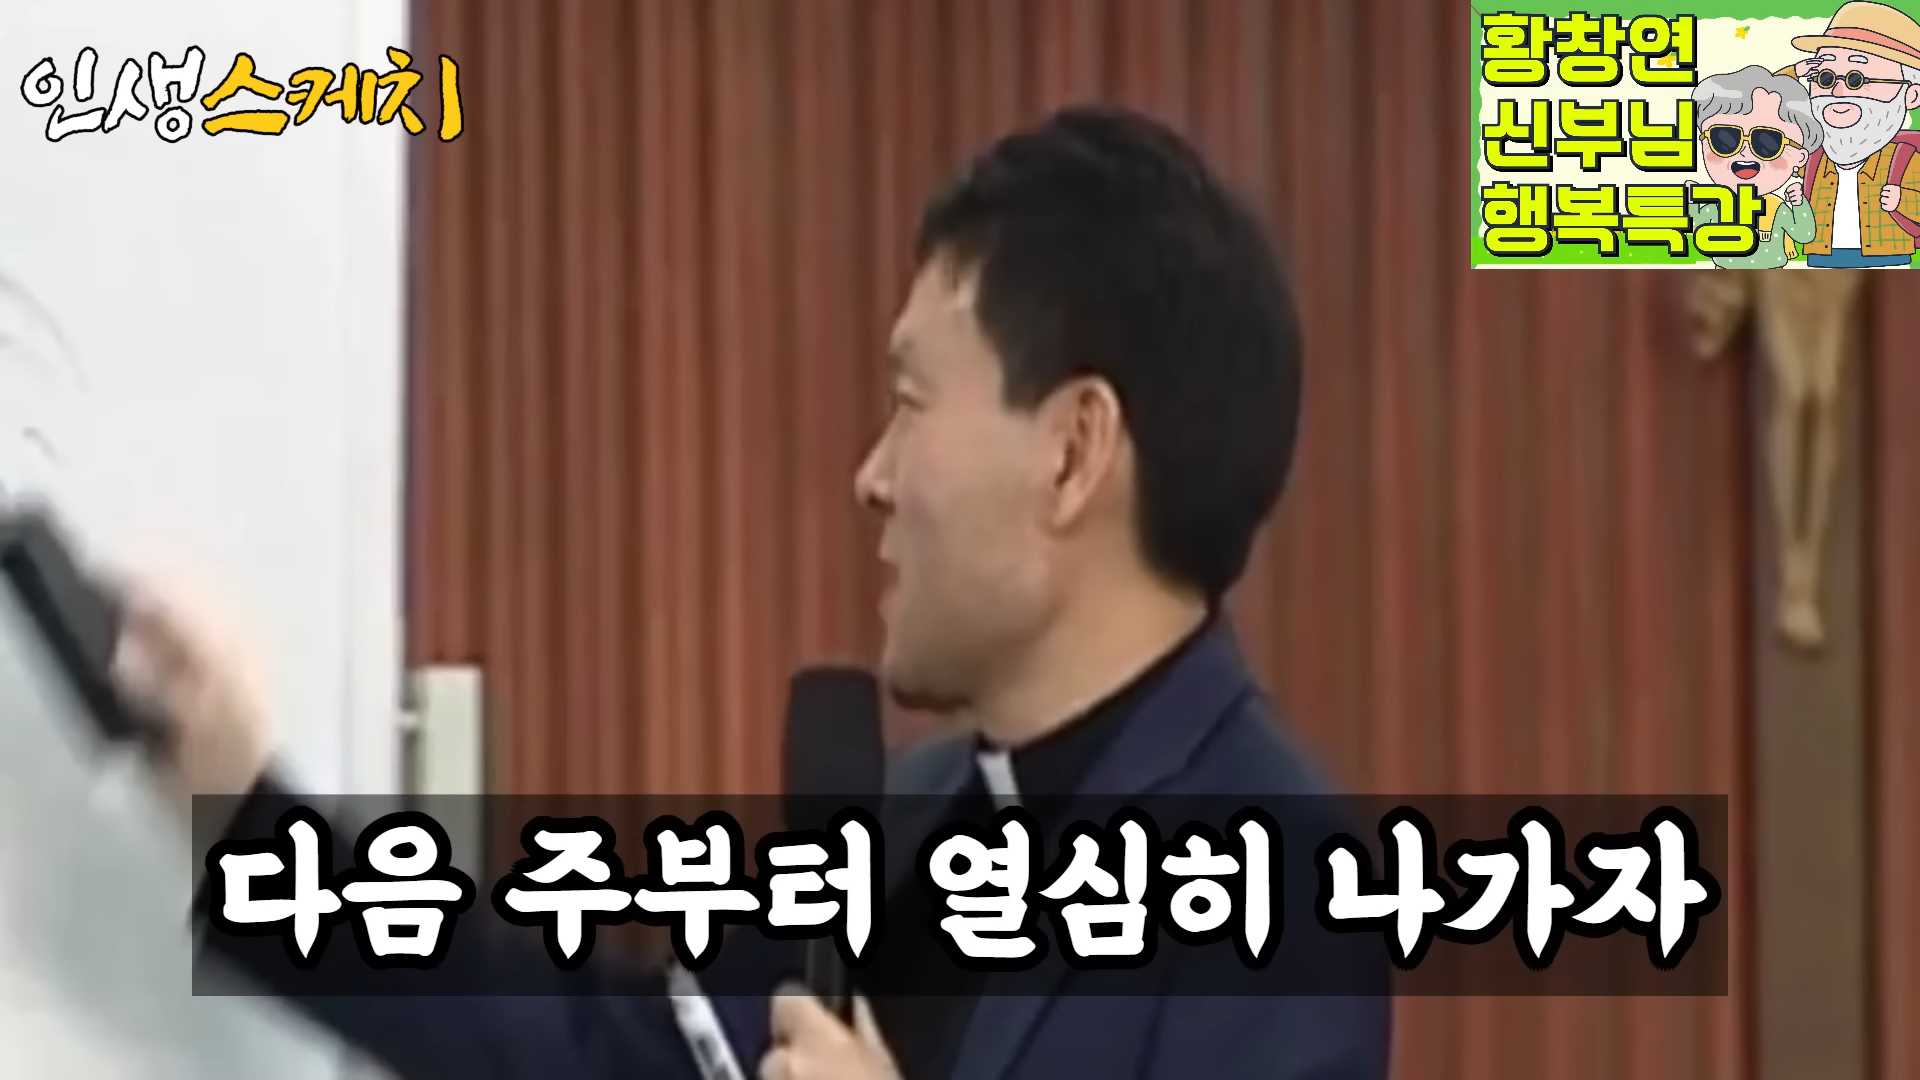 인생스케치
황창연
신부님
행복특강
다음 주부터 열심히 나가자